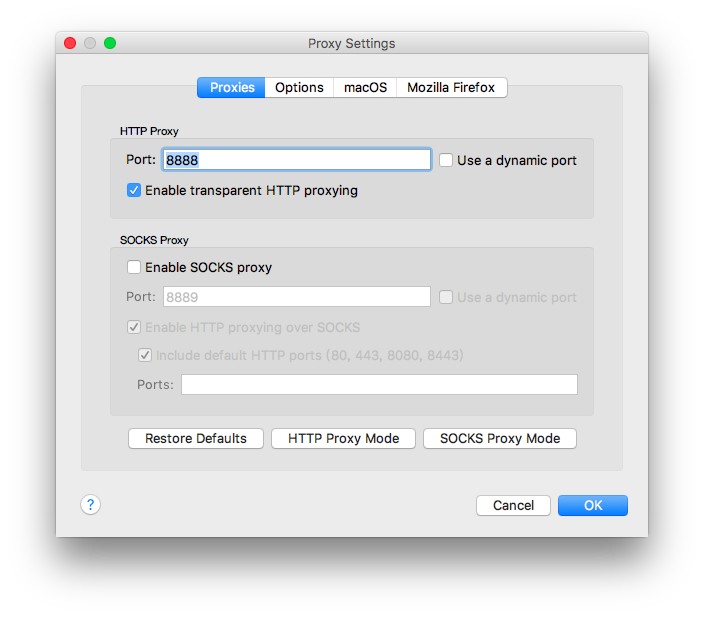 Proxy Settings
Proxies Options macOS Mozilla Firefox
HTTP Proxy
Port: 8888 Use a dynamic port
Enable transparent HTTP proxying
SOCKS Proxy
Enable SOCKS proxy
Port: 8889 Use a dynamic port
Enable HTTP proxying over SOCKS
Include default HTTP ports (80, 443, 8080, 8443)
Ports:
Restore Defaults HTTP Proxy Mode SOCKS Proxy Mode
? Cancel OK